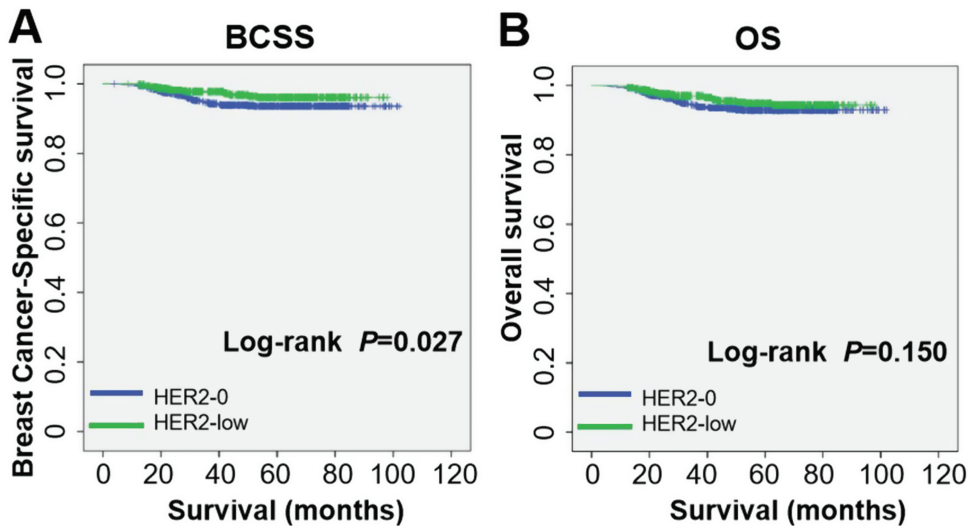 A
BCSS
Breast Cancer-Specific survival
1.0
0.8
0.6
0.4
0.2
0
Log-rank P=0.027
HER2-0
HER2-low
0 20 40 60 80 100 120
Survival (months)
B
OS
Overall survival
1.0
0.8
0.6
0.4
0.2
0
Log-rank P=0.150
HER2-0
HER2-low
0 20 40 60 80 100 120
Survival (months)